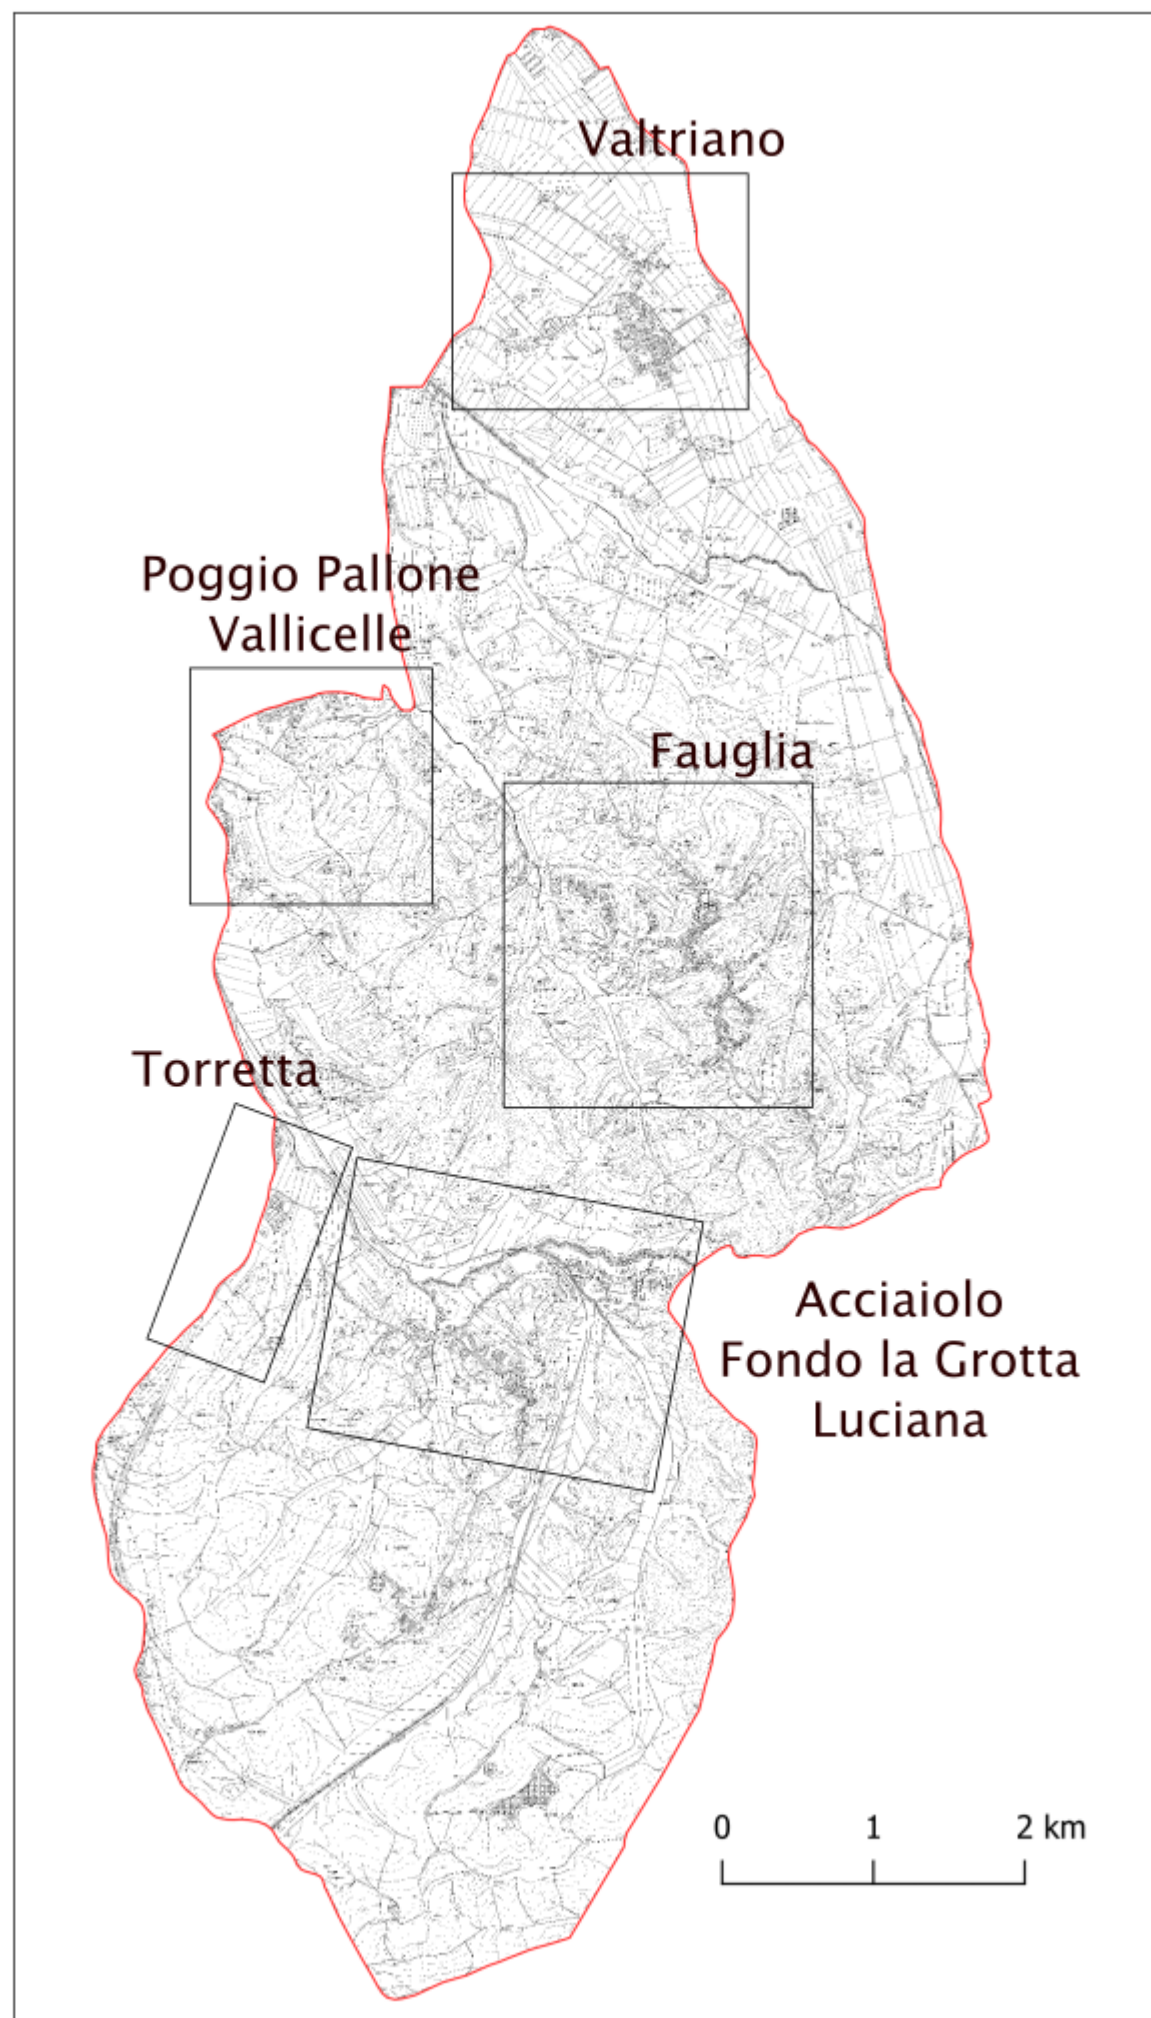 Valtriano
Poggio Pallone
Vallicelle
Fauglia
Torretta
Acciaiolo
Fondo la Grotta
Luciana
0 1 2 km